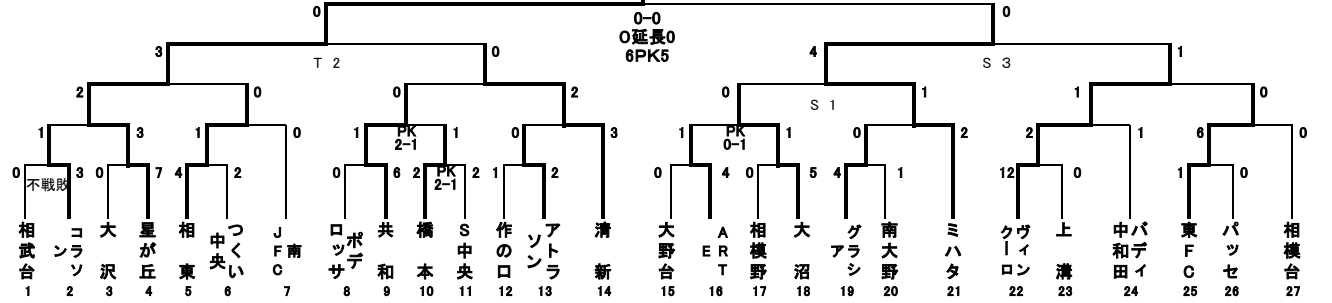 0 0-0 0
0延長0
6PK5
3 0 4 1
T 2 S 3
2 0 0 2 0 1 1 0
S 1
1 3 1 0 1 PK 1 0 3 1 PK 1 0 2 2 1 6 0
2-1 0-1
0 不戦敗 3 0 7 4 2 0 6 2 PK 2 1 2 0 4 0 5 4 1 12 0 1 0
2-1
相武台
コラソン
大沢
星が丘
相東
つくい中央
JFC南
ロッサポデ
共和
橋本
S中央
作の口
アトラソン
清新
大野台
ARTE
相模野
大沼
グラシア
南大野
ミハタ
ヴィンクーロ
上溝
バディ中和田
東FC
パッセ
相模台
1 2 3 4 5 6 7 8 9 10 11 12 13 14 15 16 17 18 19 20 21 22 23 24 25 26 27